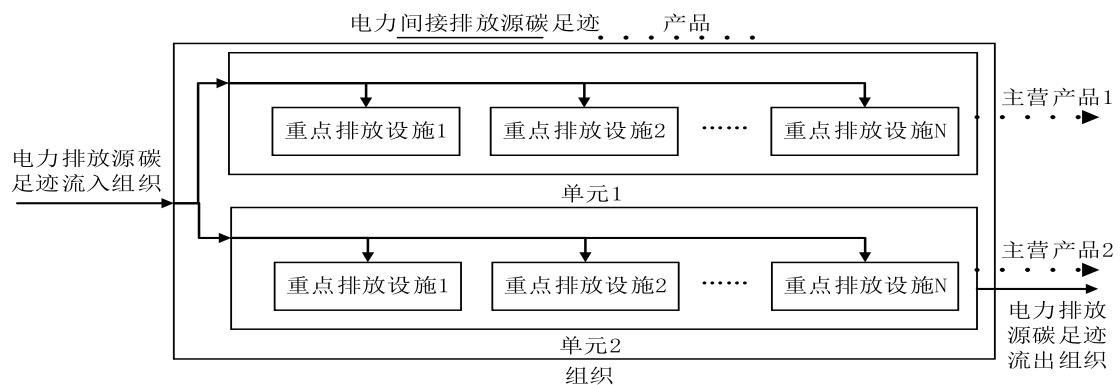 电力间接排放源碳足迹 产品
重点排放设施1 重点排放设施2 …… 重点排放设施N
主营产品1
电力排放源碳
足迹流入组织
单元1
重点排放设施1 重点排放设施2 …… 重点排放设施N
主营产品2
电力排放
源碳足迹
流出组织
单元2
组织